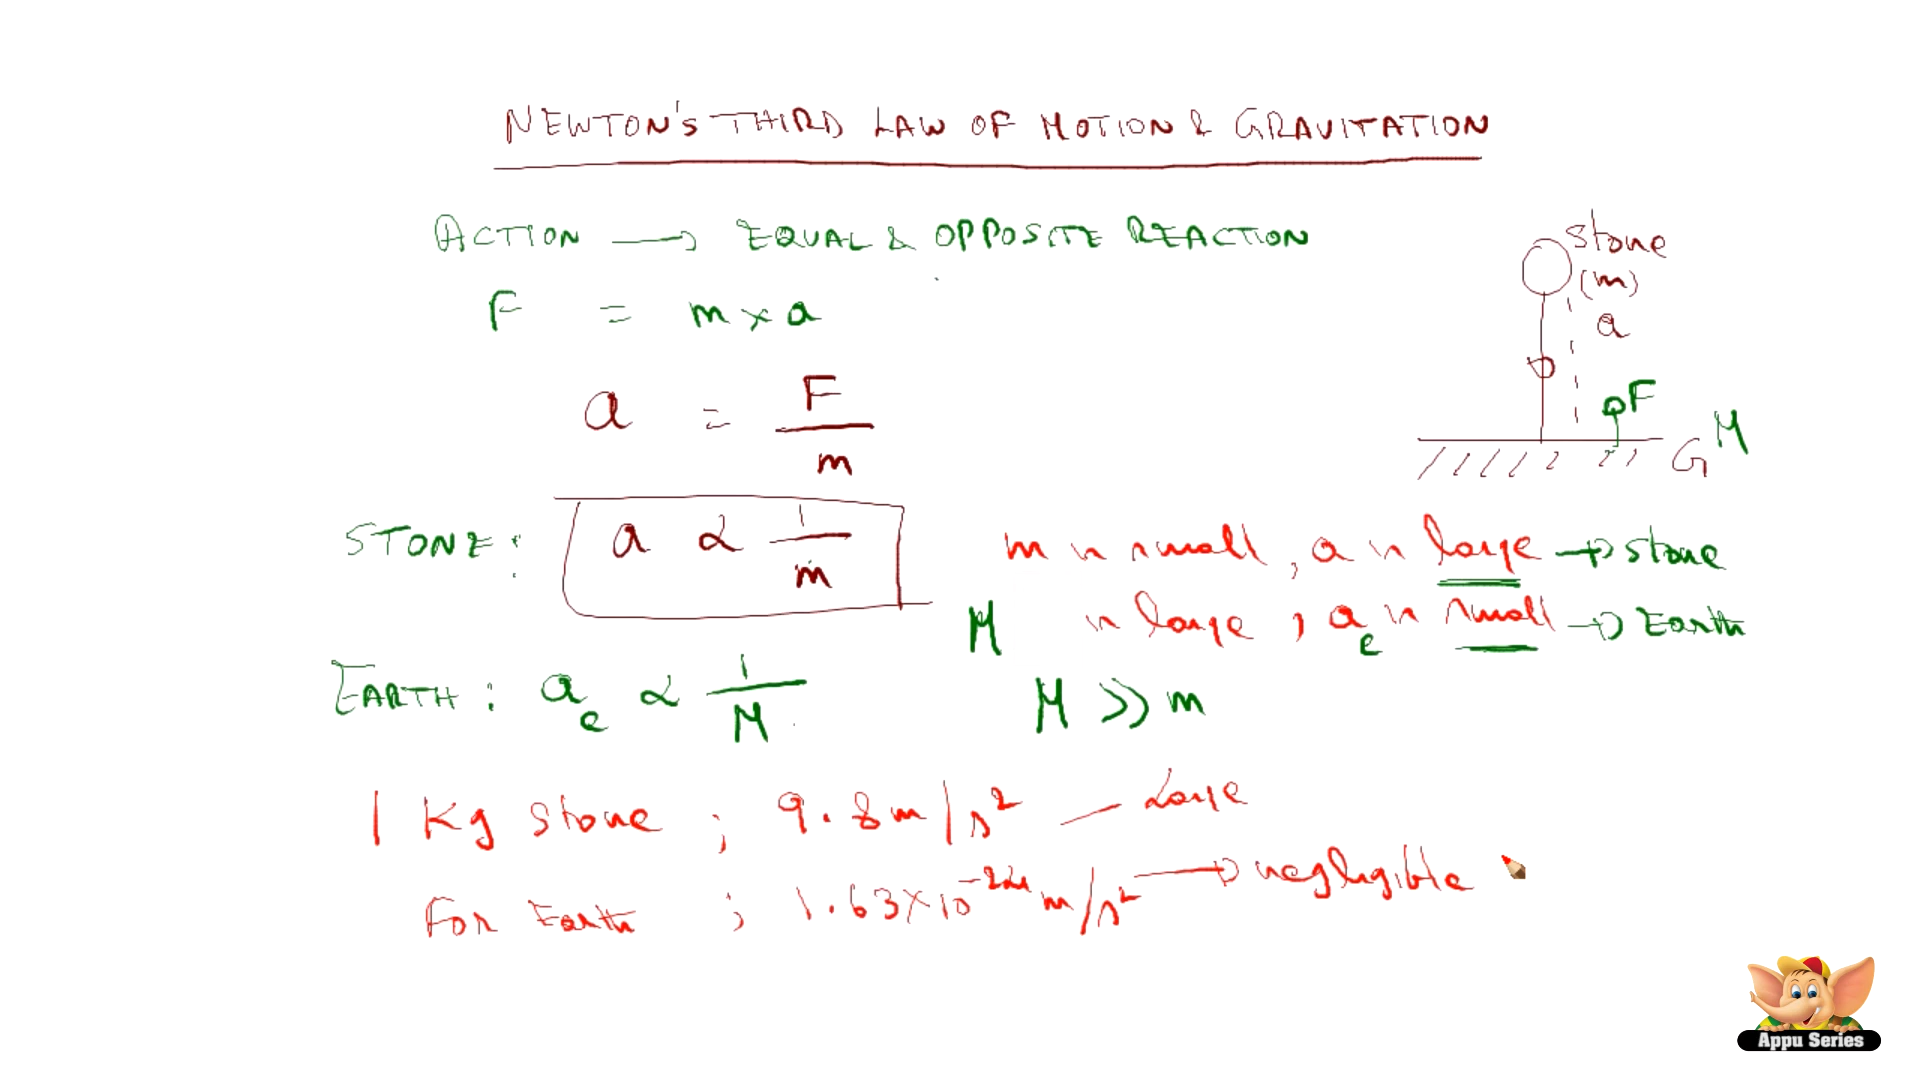 NEWTON'S THIRD LAW OF MOTION & GRAVITATION
ACTION → EQUAL & OPPOSITE REACTION
F = m × a
a = F / m
STONE : a ∝ 1 / m
EARTH : a e ∝ 1 / M
stone
(m)
a
F
M
G
m is small, a is large → stone
M is large, a e is small → Earth
M >> m
1 Kg stone ; 9.8 m/s² — Large
For Earth ; 1.63×10⁻²⁴ m/s² → negligible
Appu Series